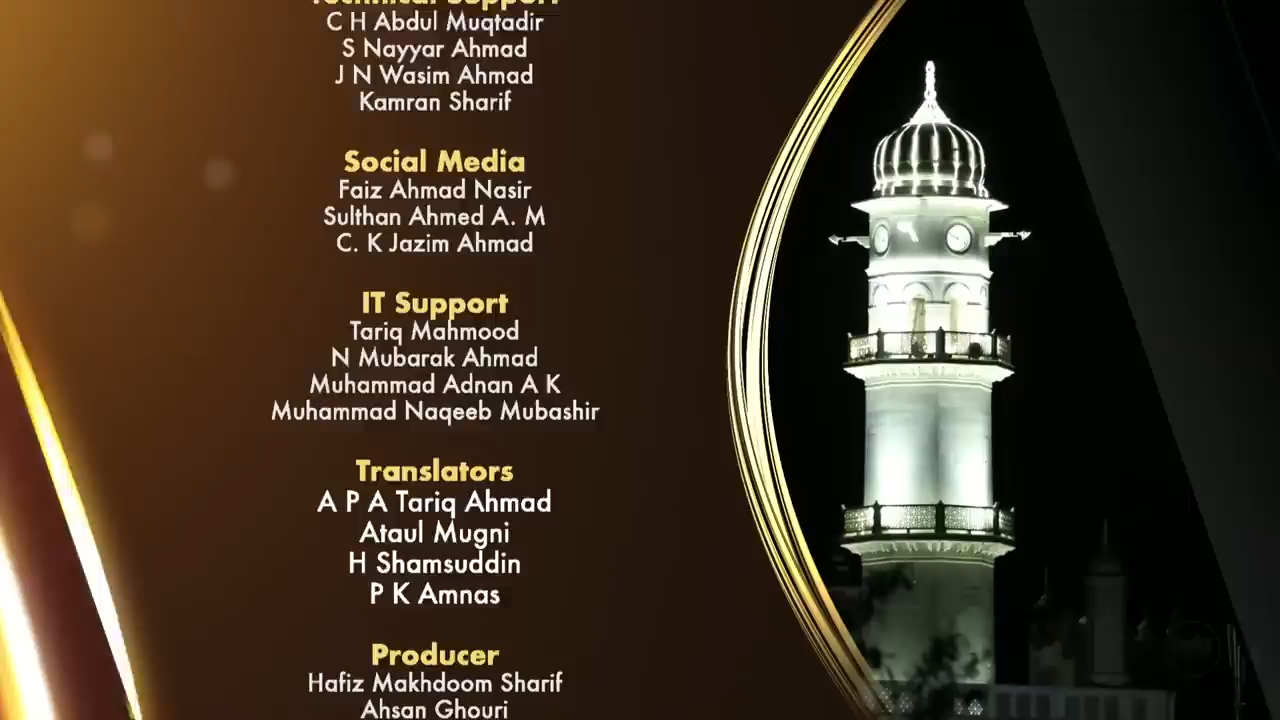 Technical Support
C H Abdul Muqtadir
S Nayyar Ahmad
J N Wasim Ahmad
Kamran Sharif
Social Media
Faiz Ahmad Nasir
Sulthan Ahmed A. M
C. K Jazim Ahmad
IT Support
Tariq Mahmood
N Mubarak Ahmad
Muhammad Adnan A K
Muhammad Naqeeb Mubashir
Translators
A P A Tariq Ahmad
Ataul Mugni
H Shamsuddin
P K Amnas
Producer
Hafiz Makhdoom Sharif
Ahsan Ghouri